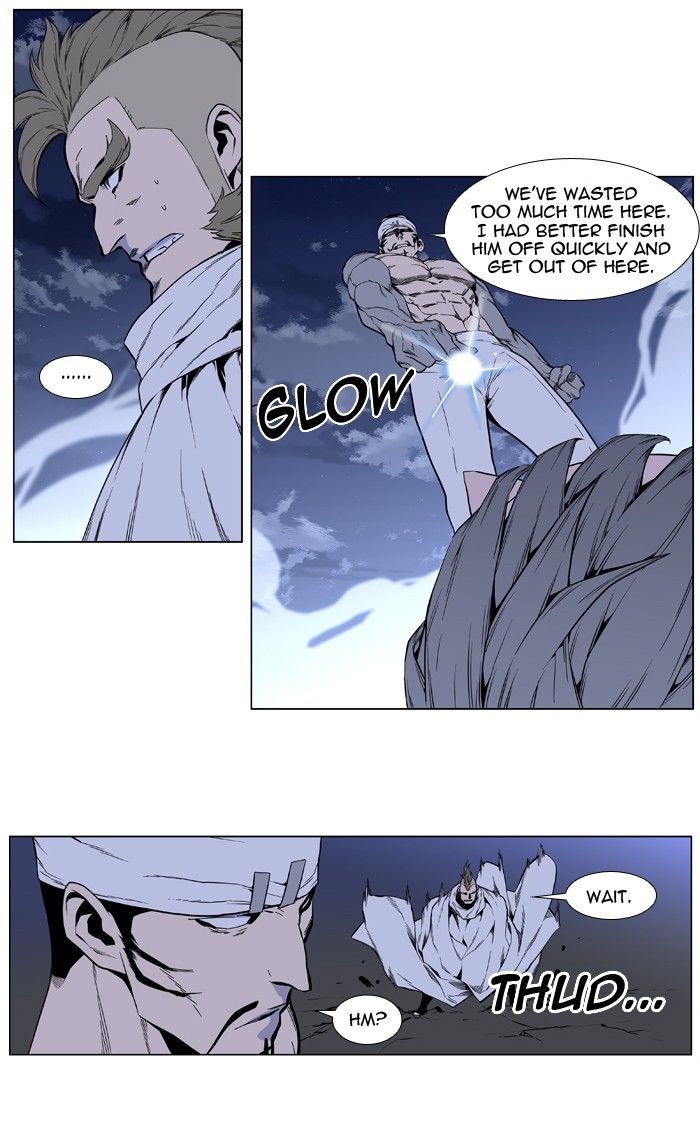 ......
WE'VE WASTED
TOO MUCH TIME HERE.
I HAD BETTER FINISH
HIM OFF QUICKLY AND
GET OUT OF HERE.
GLOW
WAIT.
THUD...
HM?